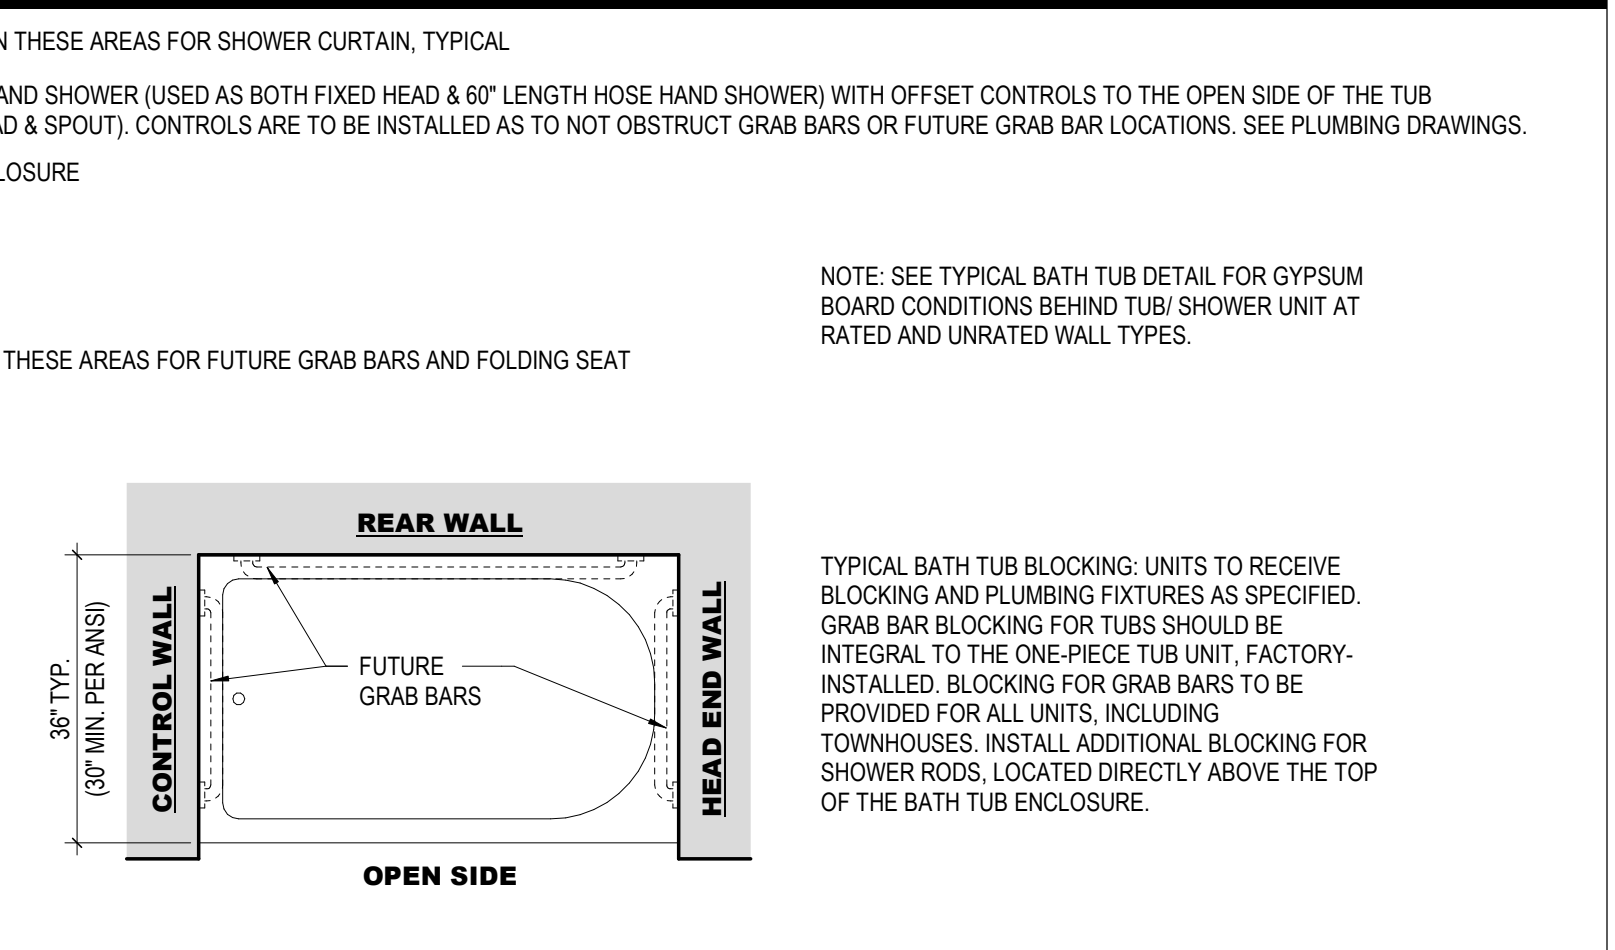 N THESE AREAS FOR SHOWER CURTAIN, TYPICAL
AND SHOWER (USED AS BOTH FIXED HEAD & 60" LENGTH HOSE HAND SHOWER) WITH OFFSET CONTROLS TO THE OPEN SIDE OF THE TUB
AD & SPOUT). CONTROLS ARE TO BE INSTALLED AS TO NOT OBSTRUCT GRAB BARS OR FUTURE GRAB BAR LOCATIONS. SEE PLUMBING DRAWINGS.
LOSURE
NOTE: SEE TYPICAL BATH TUB DETAIL FOR GYPSUM
BOARD CONDITIONS BEHIND TUB/ SHOWER UNIT AT
RATED AND UNRATED WALL TYPES.
THESE AREAS FOR FUTURE GRAB BARS AND FOLDING SEAT
REAR WALL
36" TYP.
(30" MIN. PER ANSI)
CONTROL WALL
FUTURE
GRAB BARS
HEAD END WALL
OPEN SIDE
TYPICAL BATH TUB BLOCKING: UNITS TO RECEIVE
BLOCKING AND PLUMBING FIXTURES AS SPECIFIED.
GRAB BAR BLOCKING FOR TUBS SHOULD BE
INTEGRAL TO THE ONE-PIECE TUB UNIT, FACTORY-
INSTALLED. BLOCKING FOR GRAB BARS TO BE
PROVIDED FOR ALL UNITS, INCLUDING
TOWNHOUSES. INSTALL ADDITIONAL BLOCKING FOR
SHOWER RODS, LOCATED DIRECTLY ABOVE THE TOP
OF THE BATH TUB ENCLOSURE.